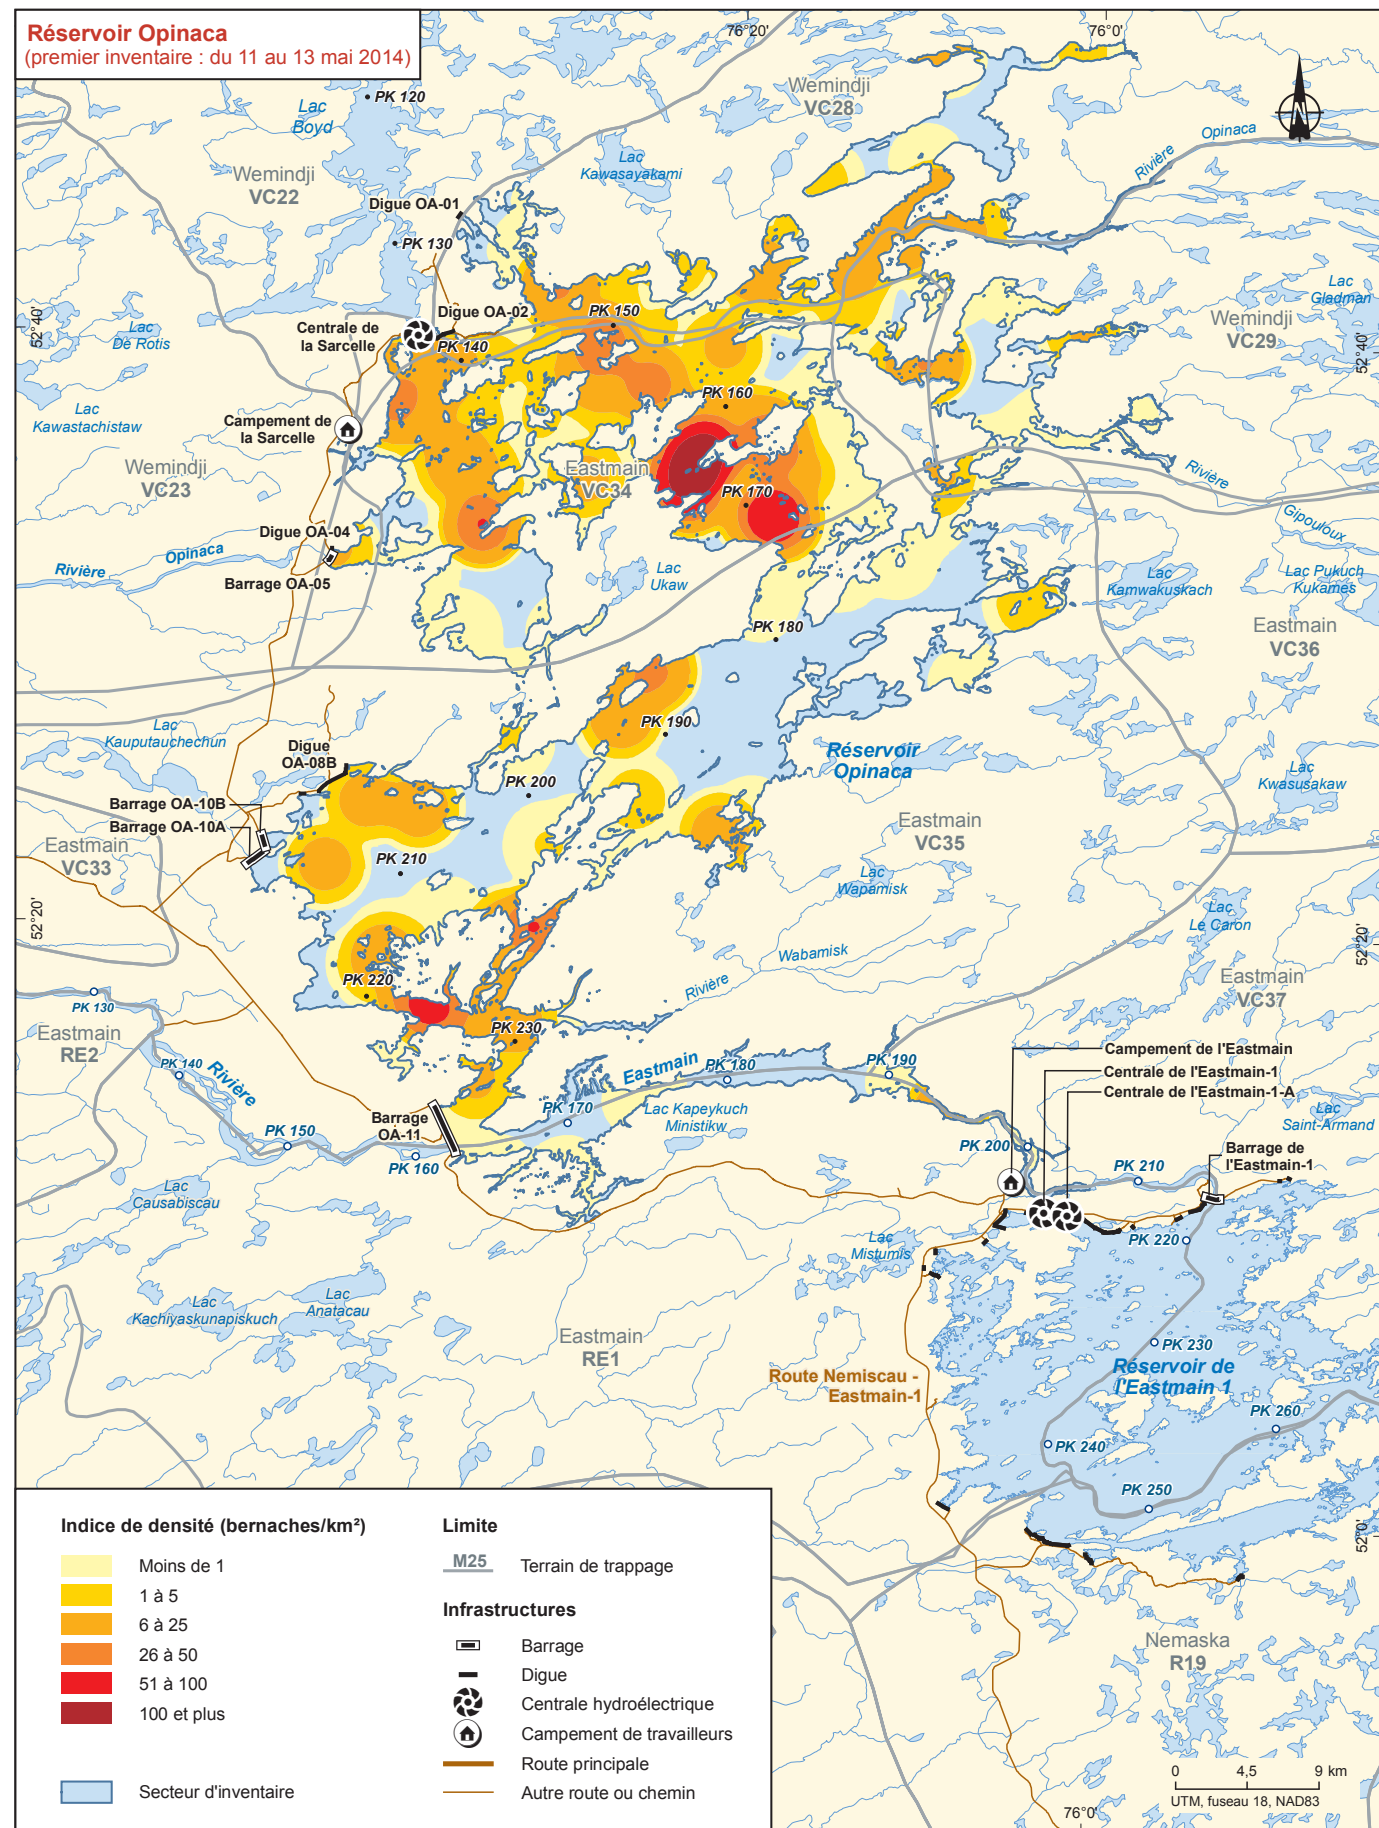 Réservoir Opinaca
(premier inventaire : du 11 au 13 mai 2014)
76°20'
76°0'
PK 120
Lac
Boyd
Wemindji
VC28
Opinaca
Rivière
Lac
Kawasayakami
Wemindji
VC22
Digue OA-01
PK 130
Lac
Gladman
52°40'
Lac
De Rotis
Centrale de
la Sarcelle
Digue OA-02
PK 140
PK 150
Wemindji
VC29
52°40'
PK 160
Lac
Kawastachistaw
Campement de
la Sarcelle
Wemindji
VC23
Eastmain
VC34
PK 170
Rivière
Gipouloux
Digue OA-04
Opinaca
Rivière
Barrage OA-05
Lac
Ukaw
Lac
Kamwakuskach
Lac Pukuch
Kukames
PK 180
Eastmain
VC36
Lac
Kauputauchechun
PK 190
Digue
OA-08B
Réservoir
Opinaca
PK 200
Lac
Kwasusakaw
Barrage OA-10B
Barrage OA-10A
Eastmain
VC33
PK 210
Eastmain
VC35
Lac
Wapamisk
52°20'
Lac
Le Caron
52°20'
Wabamisk
Rivière
PK 220
Eastmain
VC37
PK 130
Eastmain
RE2
PK 230
Campement de l'Eastmain
Centrale de l'Eastmain-1
Centrale de l'Eastmain-1-A
PK 140
Rivière
Eastmain
PK 180
PK 190
Lac Kapeykuch
Ministikw
PK 170
Barrage
OA-11
Lac
Saint-Armand
PK 150
PK 160
PK 200
Barrage de
l'Eastmain-1
PK 210
Lac
Causabiscau
Lac
Mistumis
PK 220
Lac
Kachiyaskunapiskuch
Lac
Anatacau
Eastmain
RE1
PK 230
Réservoir de
l'Eastmain 1
Route Nemiscau -
Eastmain-1
PK 260
PK 240
PK 250
52°0'
Indice de densité (bernaches/km²)
Moins de 1
1 à 5
6 à 25
26 à 50
51 à 100
100 et plus
Secteur d'inventaire
Limite
M25
Terrain de trappage
Infrastructures
Barrage
Digue
Centrale hydroélectrique
Campement de travailleurs
Route principale
Autre route ou chemin
Nemaska
R19
0 4,5 9 km
UTM, fuseau 18, NAD83
76°0'